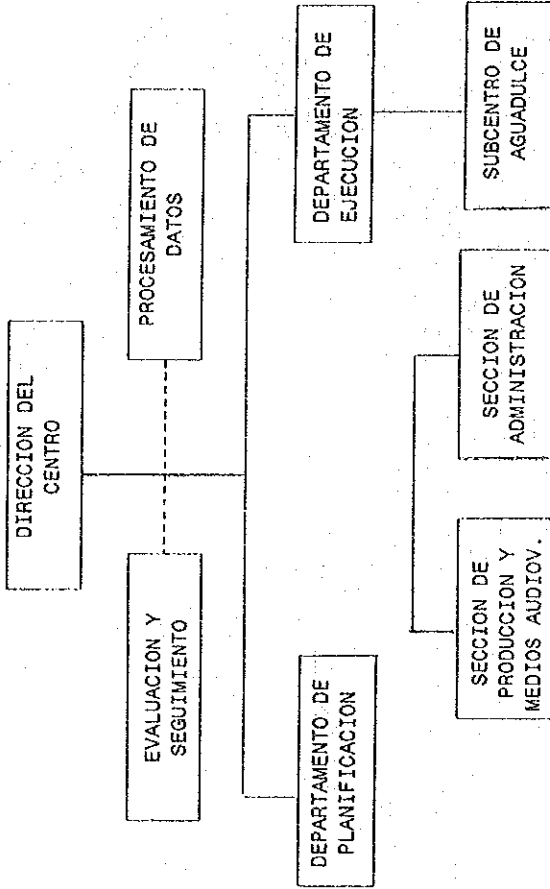 DIRECCION DEL
CENTRO
EVALUACION Y
SEGUIMIENTO
PROCESAMIENTO DE
DATOS
DEPARTAMENTO DE
PLANIFICACION
DEPARTAMENTO DE
EJECUCION
SECCION DE
PRODUCCION Y
MEDIOS AUDIOV.
SECCION DE
ADMINISTRACION
SUBCENTRO DE
AGUADULCE